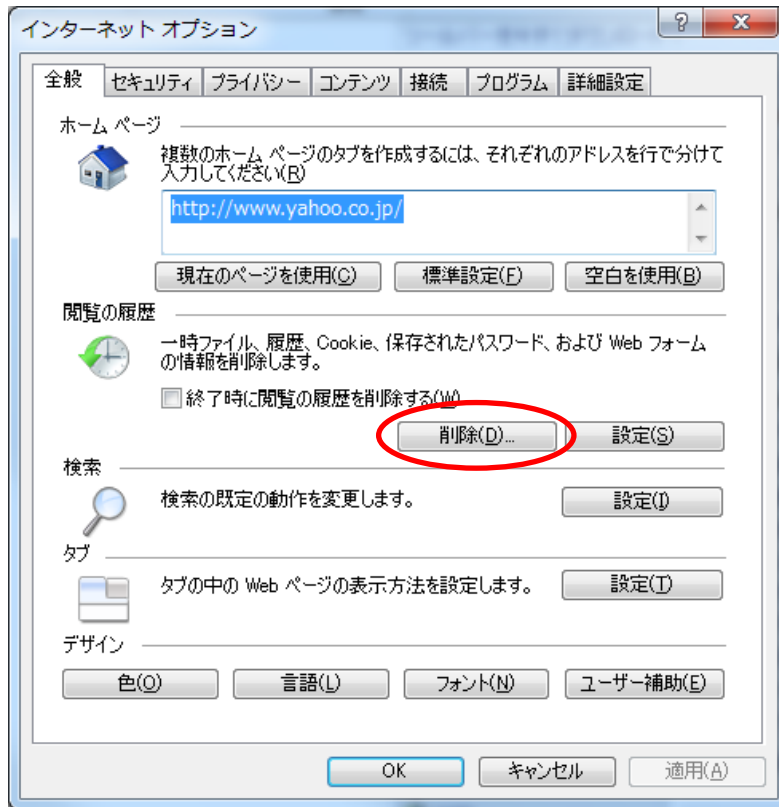 インターネット オプション
全般 セキュリティ プライバシー コンテンツ 接続 プログラム 詳細設定
ホーム ページ
複数のホーム ページのタブを作成するには、それぞれのアドレスを行で分けて
入力してください(R)
http://www.yahoo.co.jp/
現在のページを使用(C) 標準設定(F) 空白を使用(B)
閲覧の履歴
一時ファイル、履歴、Cookie、保存されたパスワード、および Web フォーム
の情報を削除します。
終了時に閲覧の履歴を削除する(W)
削除(D)... 設定(S)
検索
検索の既定の動作を変更します。 設定(I)
タブ
タブの中の Web ページの表示方法を設定します。 設定(T)
デザイン
色(O) 言語(L) フォント(N) ユーザー補助(E)
OK キャンセル 適用(A)